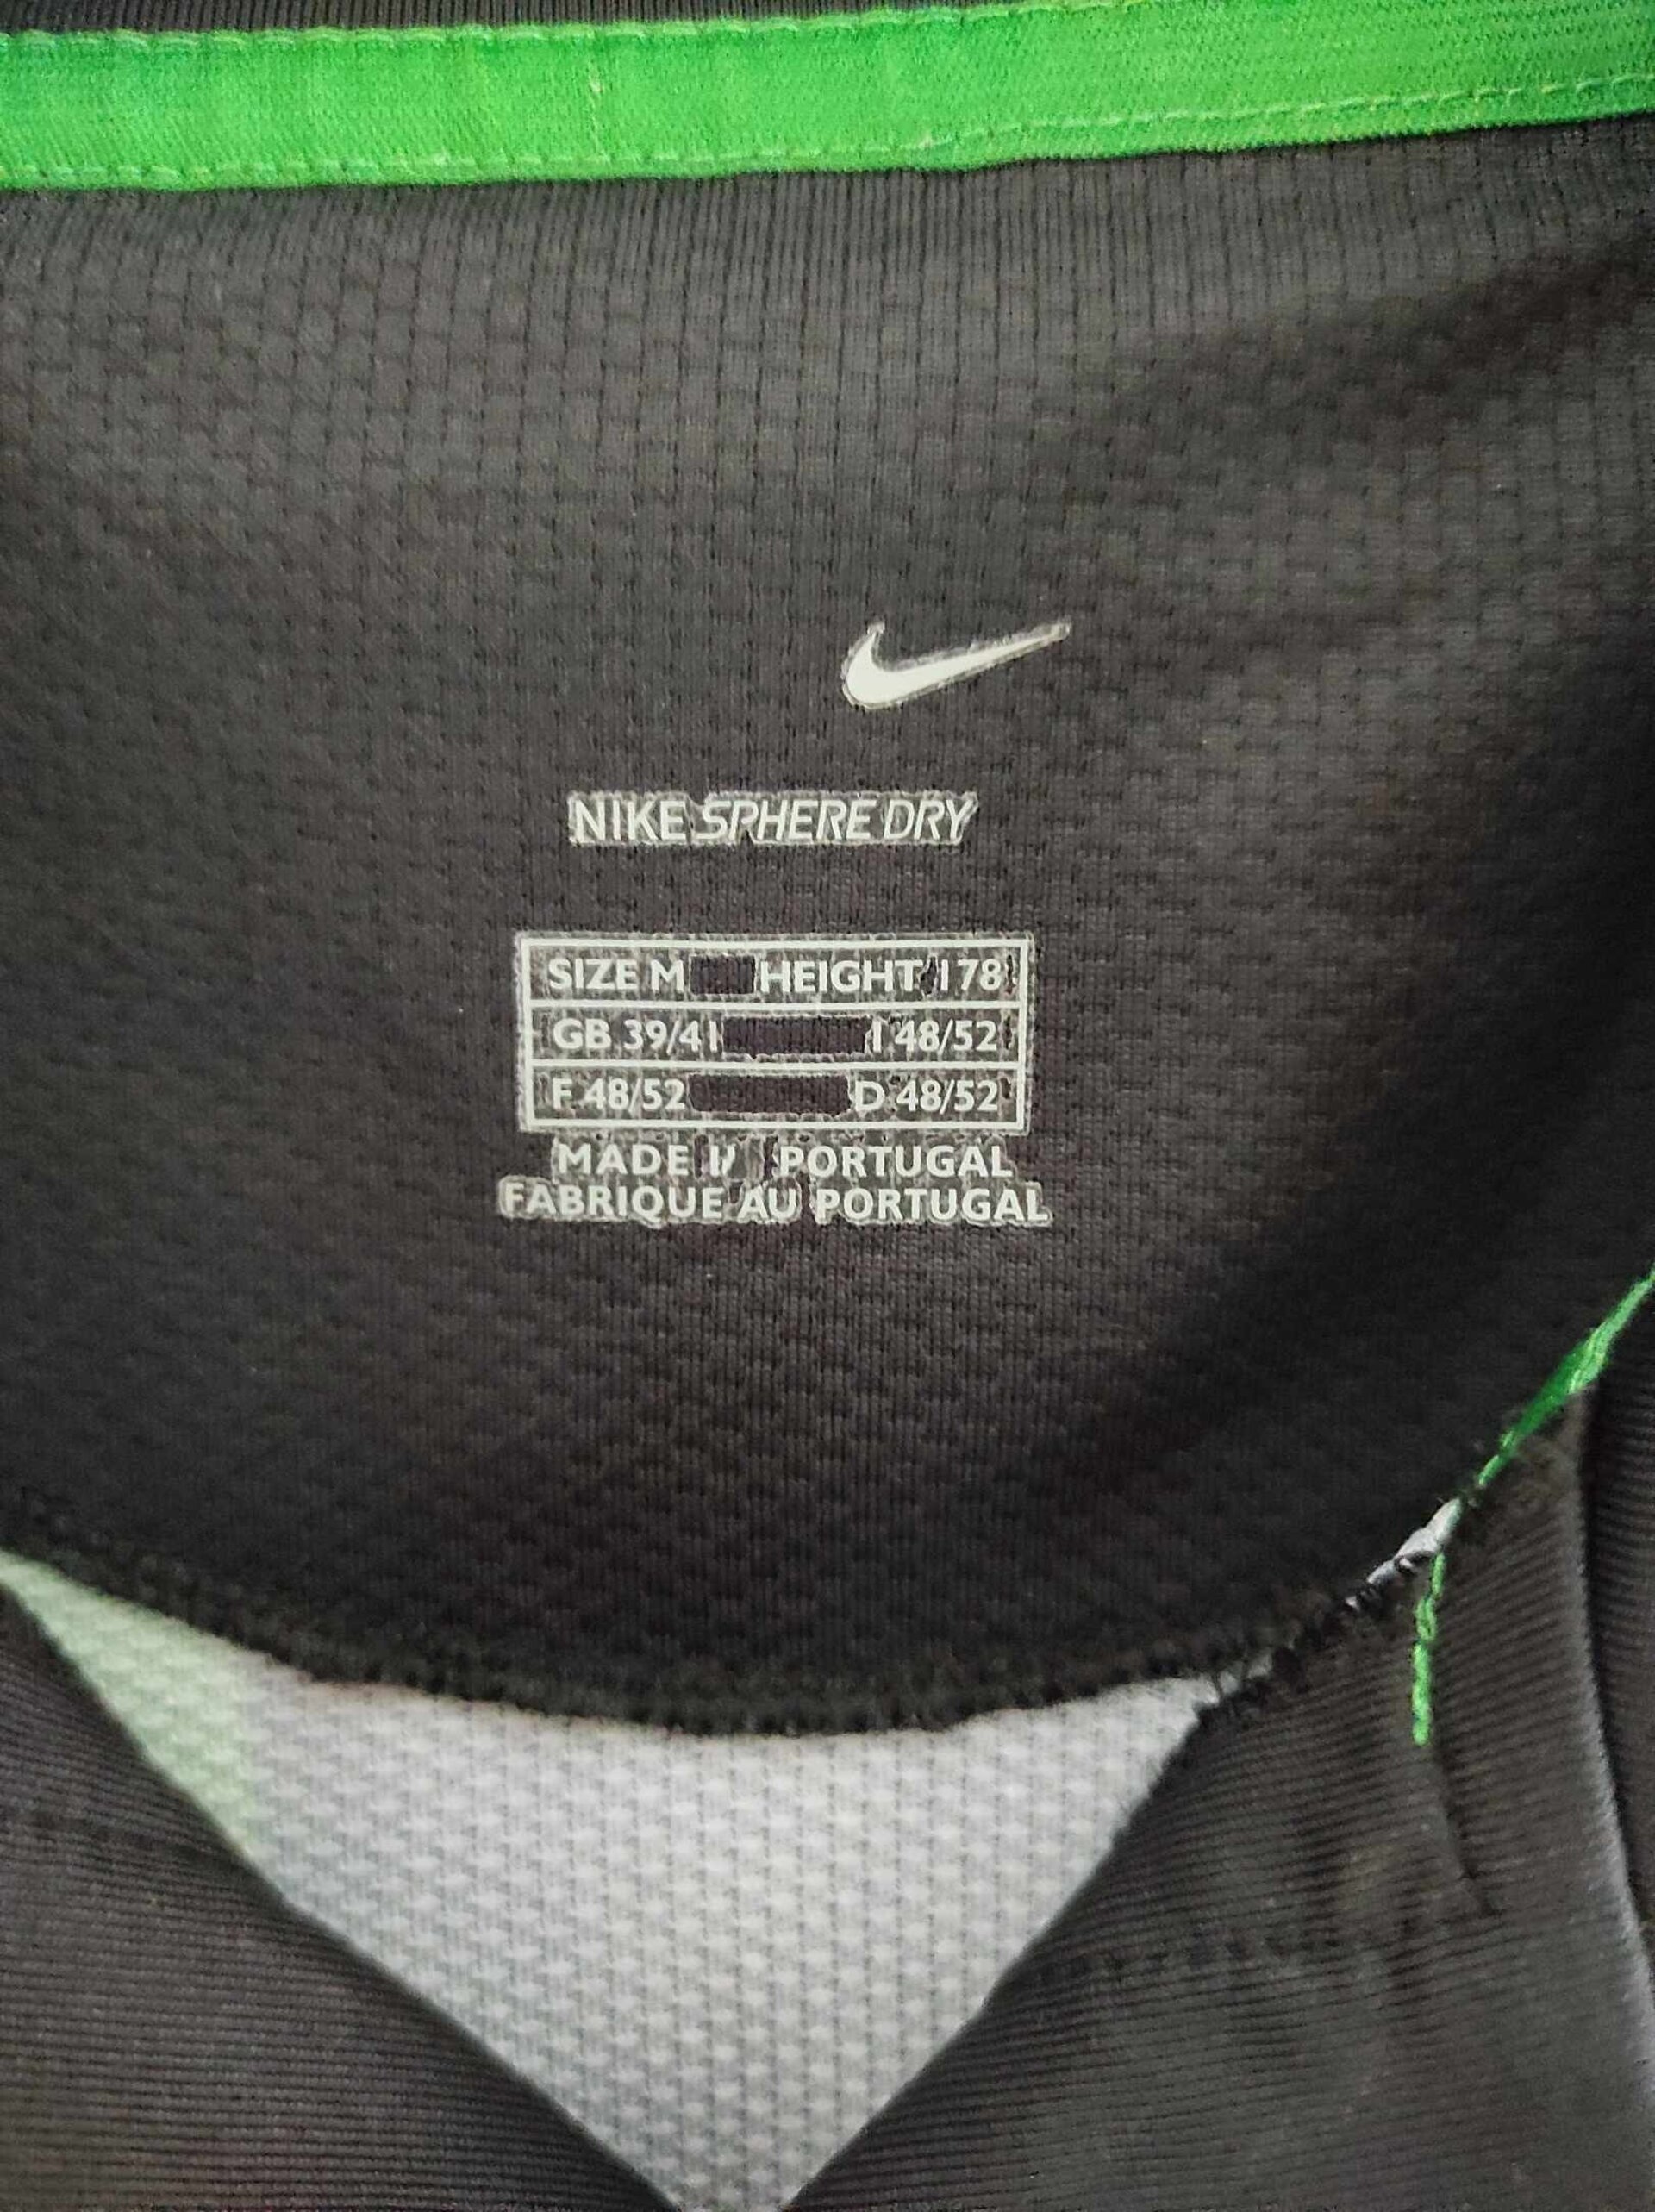 NIKE SPHERE DRY
SIZE M HEIGHT 178
GB 39/41 I 48/52
F 48/52 D 48/52
MADE PORTUGAL
FABRIQUE AU PORTUGAL